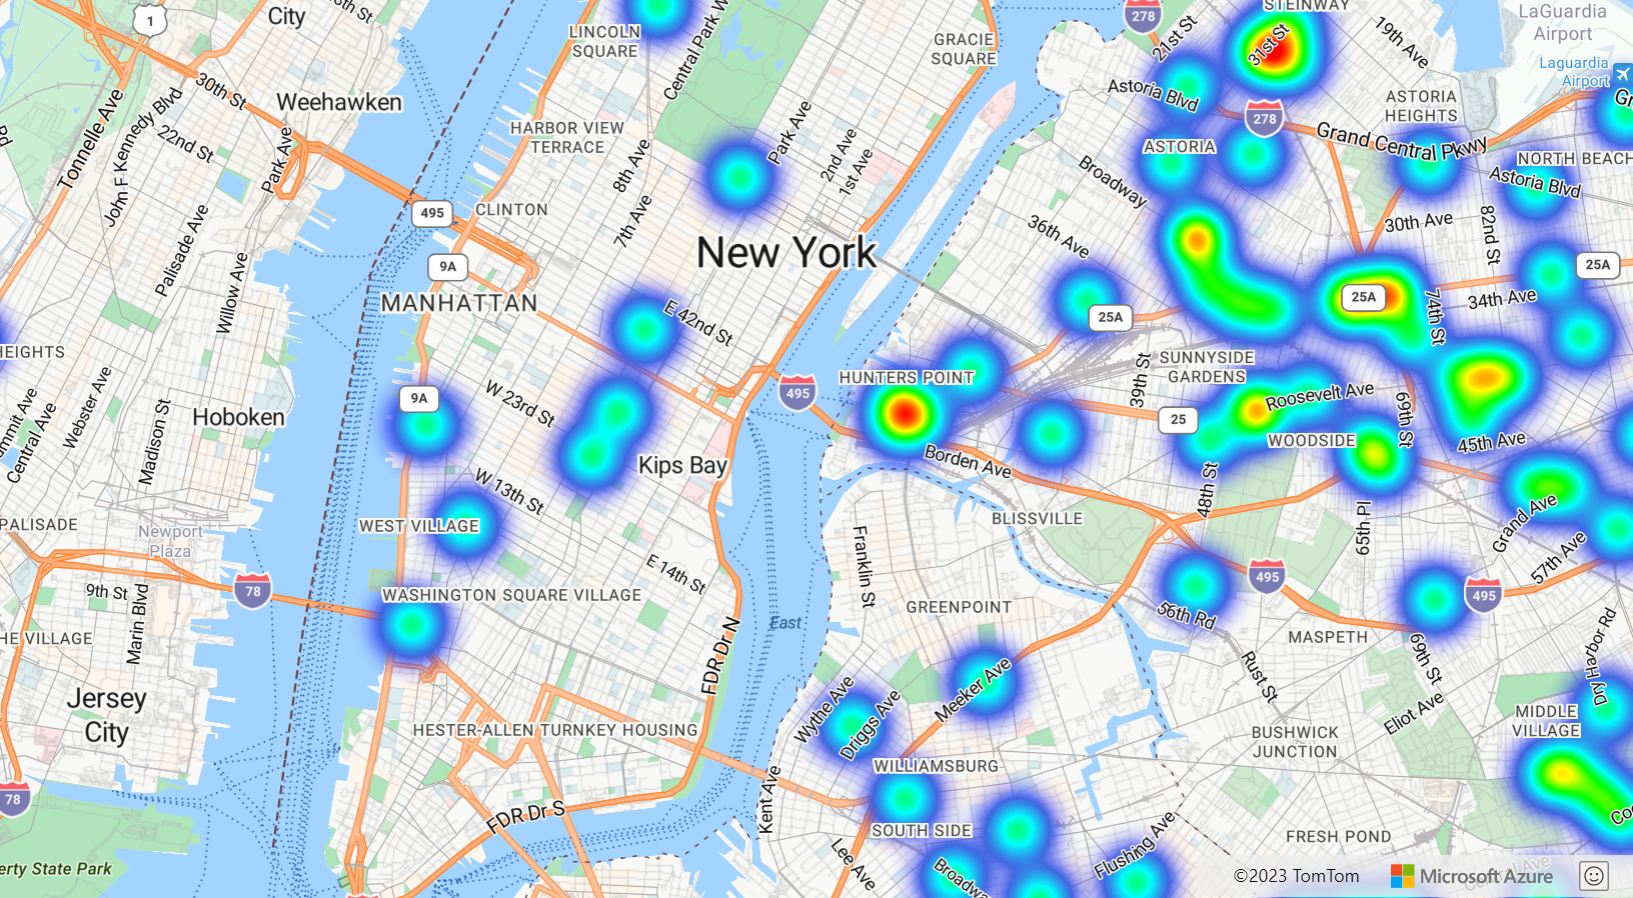 1
City
LINCOLN
SQUARE
Central Park W
GRACIE
SQUARE
278
21st St
STEINWAY
31st St
19th Ave
LaGuardia
Airport
Laguardia
Airport
30th St
Tonnelle Ave
John F Kennedy Blvd
22nd St
Weehawken
Park Ave
HARBOR VIEW
TERRACE
Park Ave
2nd Ave
1st Ave
8th Ave
7th Ave
Astoria Blvd
278
ASTORIA
HEIGHTS
Grand Central Pkwy
ASTORIA
NORTH BEACH
Astoria Blvd
Broadway
495
CLINTON
Palisade Ave
9A
New York
36th Ave
30th Ave
82nd St
25A
Willow Ave
MANHATTAN
E 42nd St
25A
25A
74th St
34th Ave
HEIGHTS
SUNNYSIDE
GARDENS
39th St
HUNTERS POINT
495
Webster Ave
Central Ave
Madison St
Hoboken
9A
W 23rd St
25
Roosevelt Ave
69th St
WOODSIDE
45th Ave
Kips Bay
Borden Ave
W 13th St
48th St
PALISADE
Newport
Plaza
WEST VILLAGE
BLISSVILLE
65th Pl
Grand Ave
57th Ave
Franklin St
E 14th St
78
9th St
Marin Blvd
WASHINGTON SQUARE VILLAGE
495
495
GREENPOINT
56th Rd
East
HE VILLAGE
MASPETH
69th St
Dry Harbor Rd
FDR Dr N
Rust St
Jersey
City
Meeker Ave
Wythe Ave
Driggs Ave
Eliot Ave
MIDDLE
VILLAGE
HESTER-ALLEN TURNKEY HOUSING
BUSHWICK
JUNCTION
WILLIAMSBURG
78
Kent Ave
FDR Dr S
SOUTH SIDE
FRESH POND
Lee Ave
Flushing Ave
erty State Park
Broadwa
©2023 TomTom
Microsoft Azure